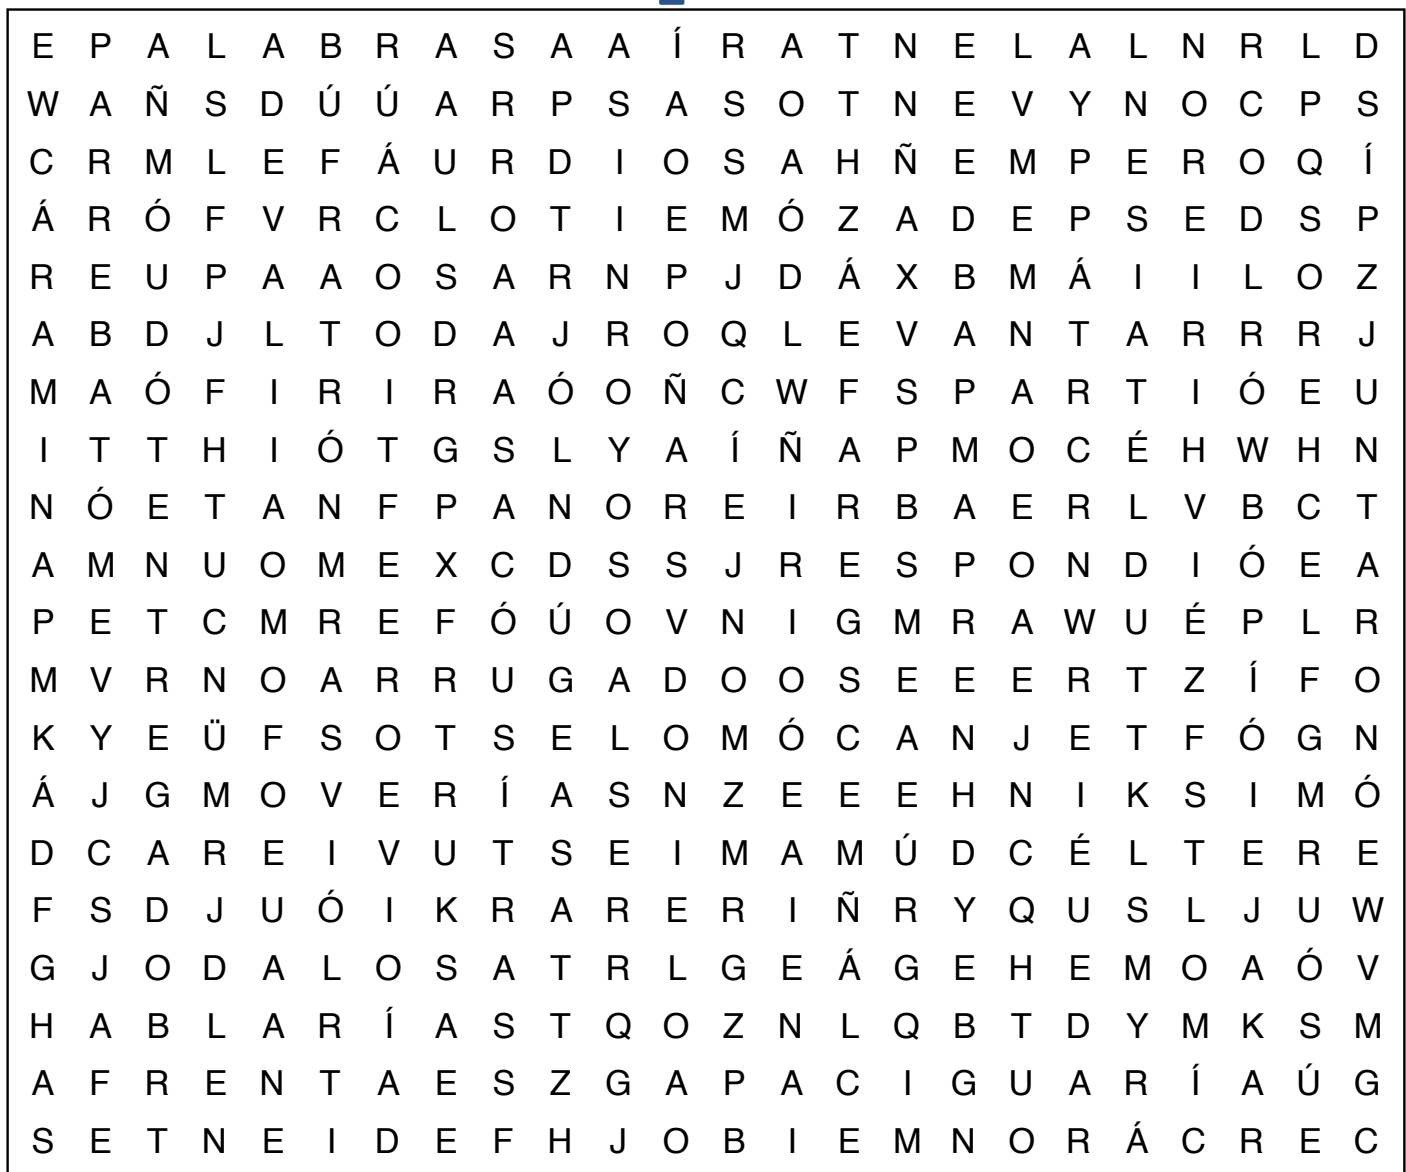 E P A L A B R A S A A Í R A T N E L A L N R L D
W A Ñ S D Ú Ú A R P S A S O T N E V Y N O C P S
C R M L E F Á U R D I O S A H Ñ E M P E R O Q Í
Á R Ó F V R C L O T I E M Ó Z A D E P S E D S P
R E U P A A O S A R N P J D Á X B M Á I I L O Z
A B D J L T O D A J R O Q L E V A N T A R R R J
M A Ó F I R I R A Ó O Ñ C W F S P A R T I Ó E U
I T T H I Ó T G S L Y A Í Ñ A P M O C É H W H N
N Ó E T A N F P A N O R E I R B A E R L V B C T
A M N U O M E X C D S S J R E S P O N D I Ó E A
P E T C M R E F Ó Ú O V N I G M R A W U É P L R
M V R N O A R R U G A D O O S E E E R T Z Í F O
K Y E Ü F S O T S E L O M Ó C A N J E T F Ó G N
Á J G M O V E R Í A S N Z E E E H N I K S I M Ó
D C A R E I V U T S E I M A M Ú D C É L T E R E
F S D J U Ó I K R A R E R I Ñ R Y Q U S L J U W
G J O D A L O S A T R L G E Á G E H E M O A Ó V
H A B L A R Í A S T Q O Z N L Q B T D Y M K S M
A F R E N T A E S Z G A P A C I G U A R Í A Ú G
S E T N E I D E F H J O B I E M N O R Á C R E C